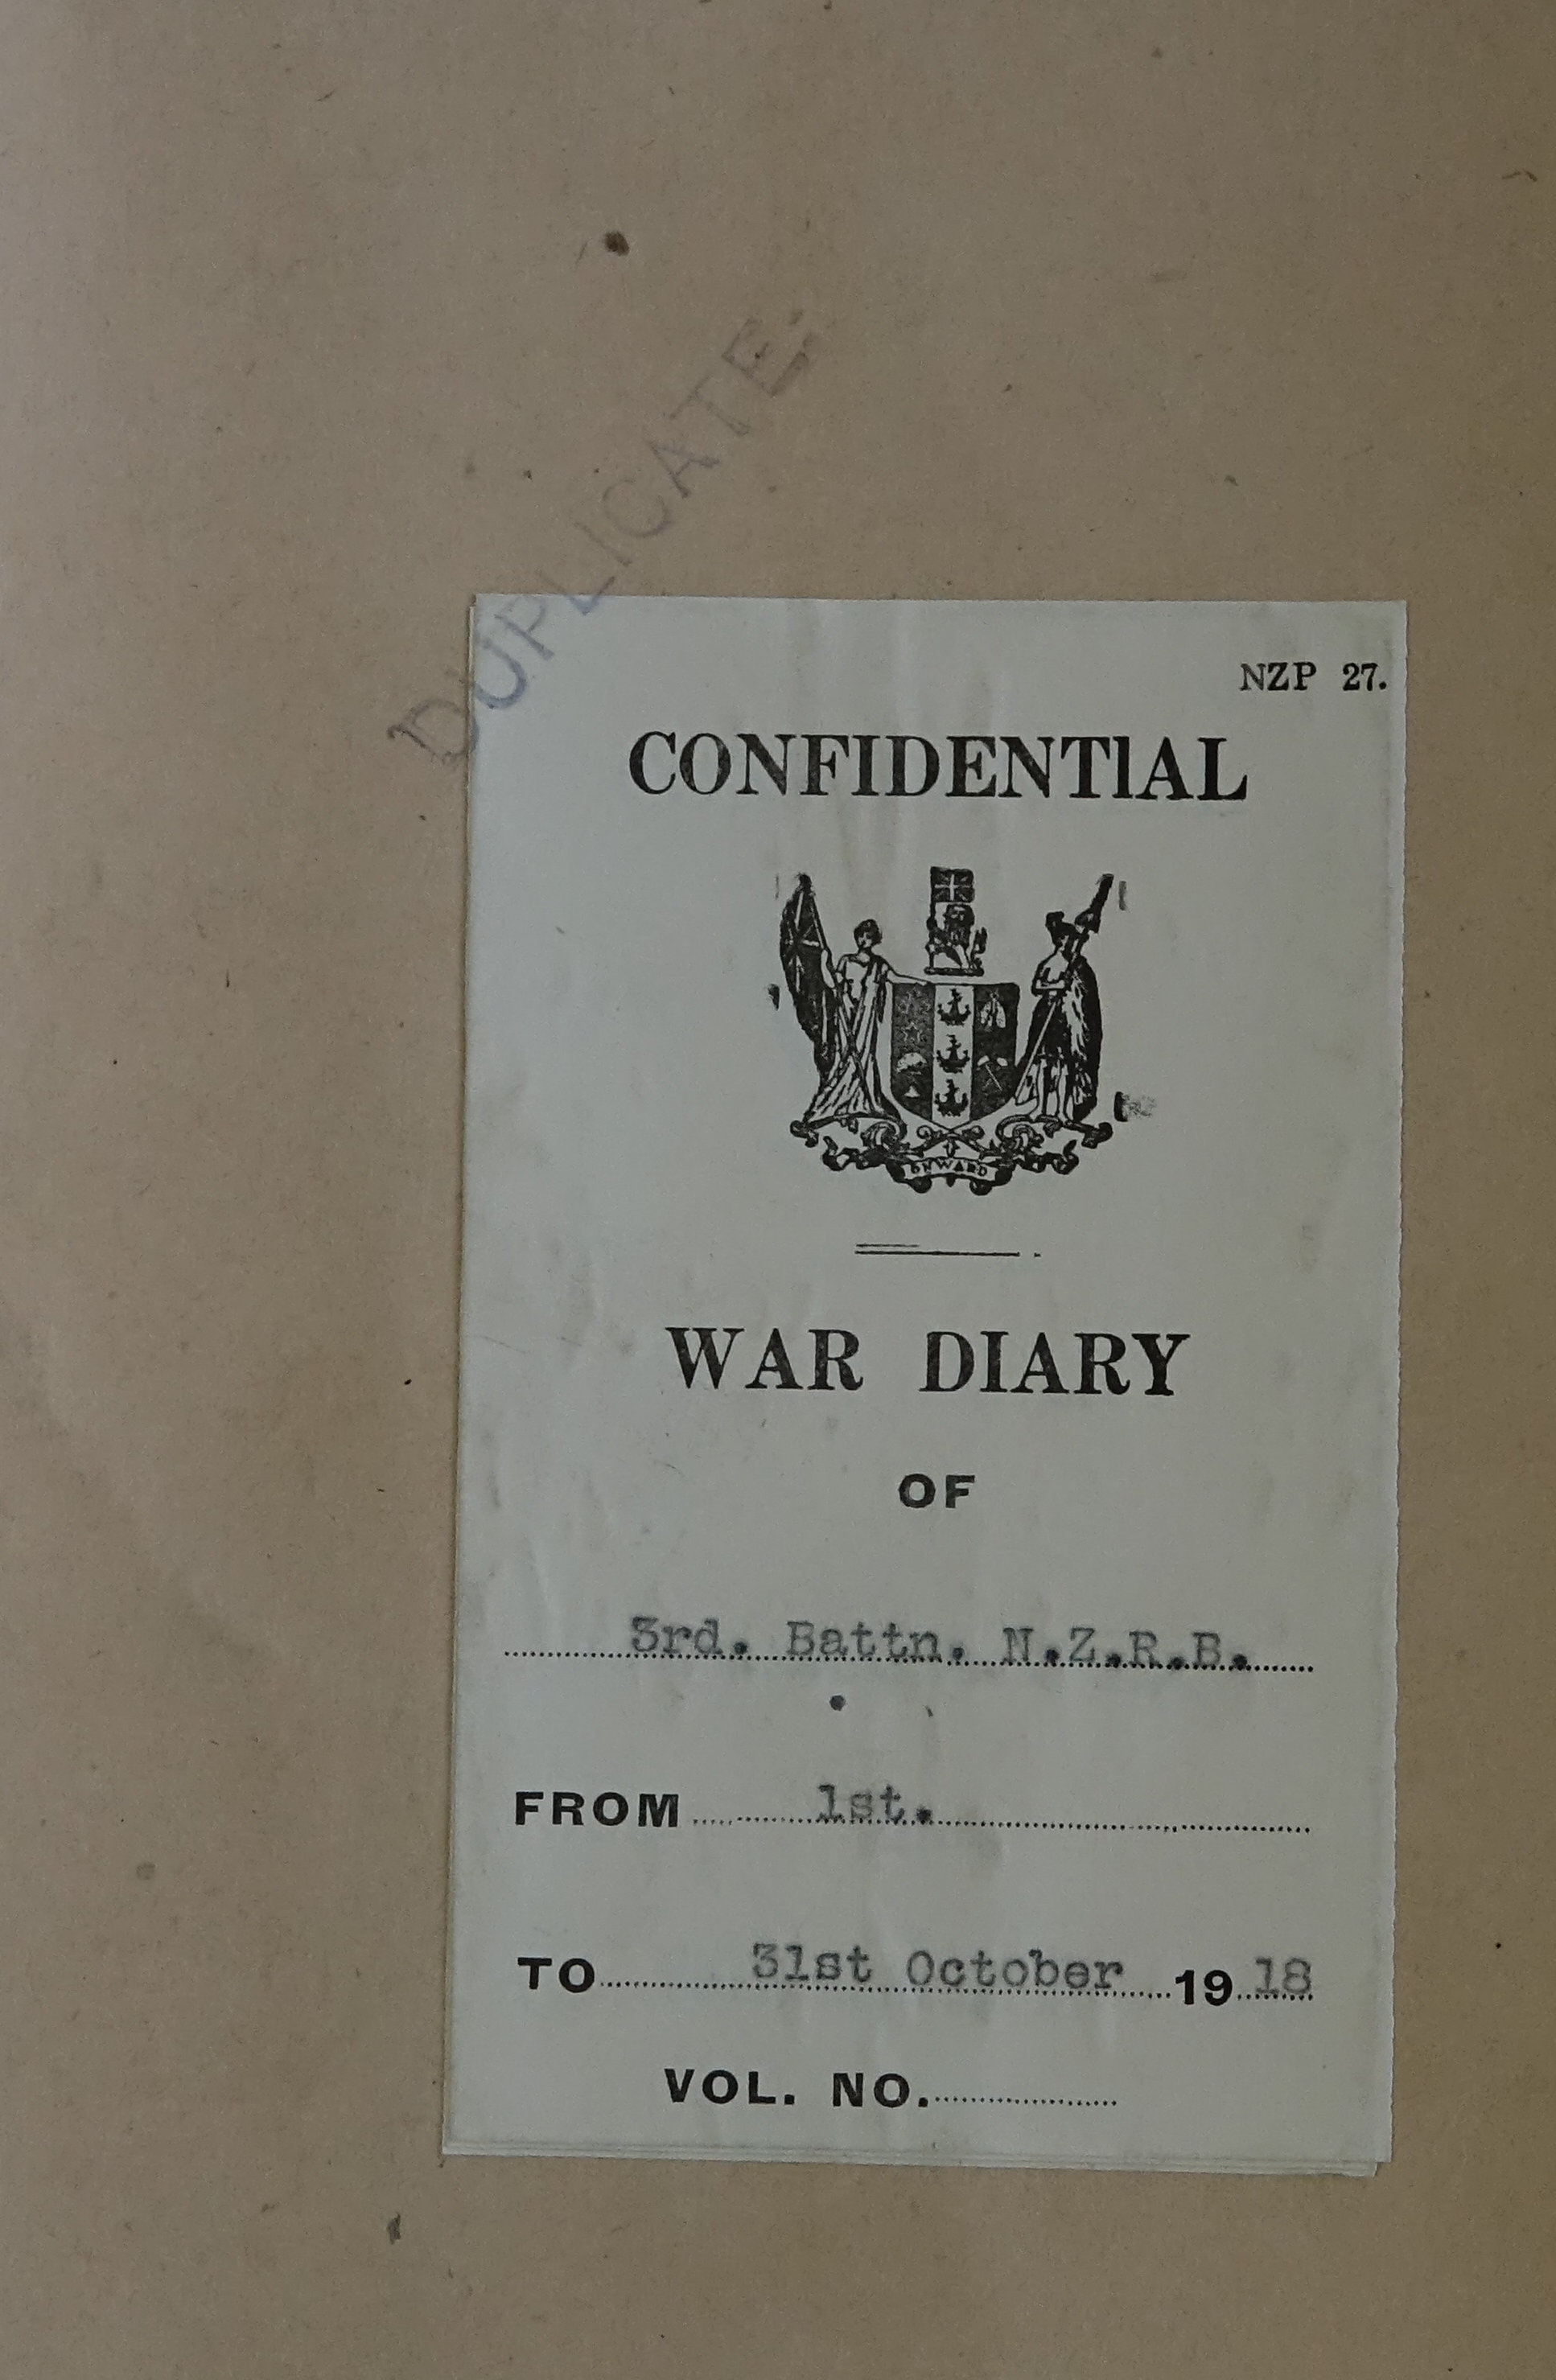 DUPLICATE.
NZP 27.
CONFIDENTIAL
ONWARD
WAR DIARY
OF
3rd. Battn. N.Z.R.B.
FROM 1st.
TO 31st October 1918
VOL. NO.